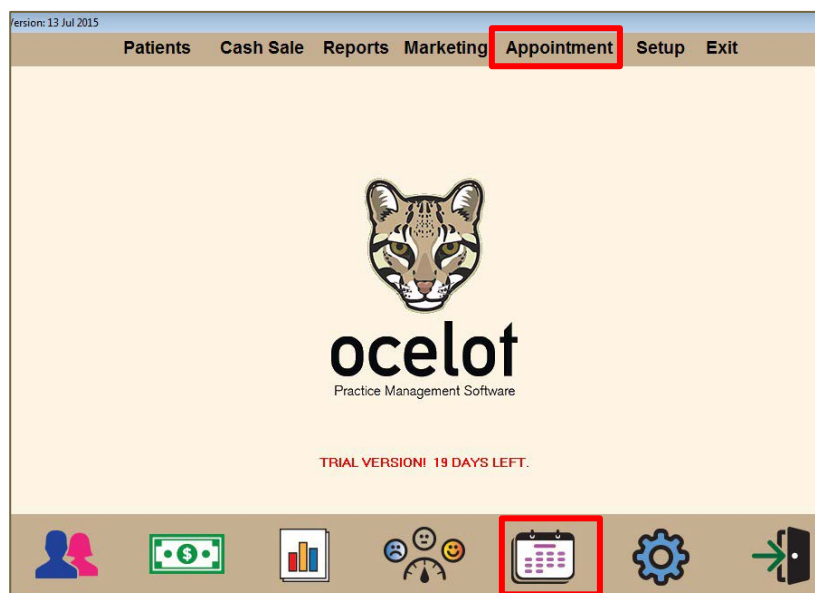 Version: 13 Jul 2015
Patients Cash Sale Reports Marketing Appointment Setup Exit
ocelot
Practice Management Software
TRIAL VERSION! 19 DAYS LEFT.
$